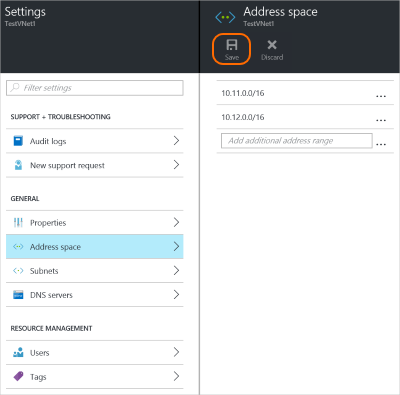 Settings
TestVNet1
Filter settings
SUPPORT + TROUBLESHOOTING
Audit logs
New support request
GENERAL
Properties
Address space
Subnets
DNS servers
RESOURCE MANAGEMENT
Users
Tags
Address space
TestVNet1
Save
Discard
10.11.0.0/16
...
10.12.0.0/16
...
Add additional address range
...